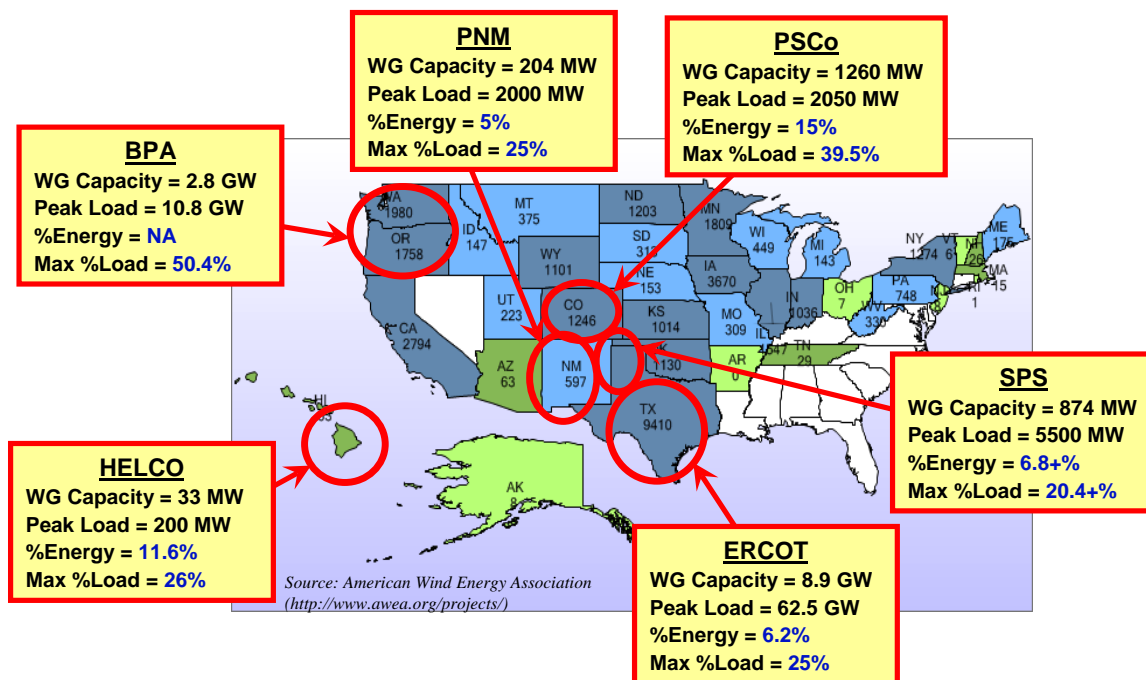 PNM
WG Capacity = 204 MW
Peak Load = 2000 MW
%Energy = 5%
Max %Load = 25%
PSCo
WG Capacity = 1260 MW
Peak Load = 2050 MW
%Energy = 15%
Max %Load = 39.5%
BPA
WG Capacity = 2.8 GW
Peak Load = 10.8 GW
%Energy = NA
Max %Load = 50.4%
1980
OR
1758
ID
147
MT
375
ND
1203
MN
1809
SD
WI
449
MI
143
NY
1274
VT
6
ME
175
MA
15
RI
1
WY
1101
NE
153
IA
3670
PA
748
OH
7
IN
1036
UT
223
CO
1246
KS
1014
MO
309
IL
CA
2794
AZ
63
NM
597
1130
AR
0
TN
29
TX
9410
HI
AK
8
SPS
WG Capacity = 874 MW
Peak Load = 5500 MW
%Energy = 6.8+%
Max %Load = 20.4+%
HELCO
WG Capacity = 33 MW
Peak Load = 200 MW
%Energy = 11.6%
Max %Load = 26%
ERCOT
WG Capacity = 8.9 GW
Peak Load = 62.5 GW
%Energy = 6.2%
Max %Load = 25%
Source: American Wind Energy Association
(http://www.awea.org/projects/)